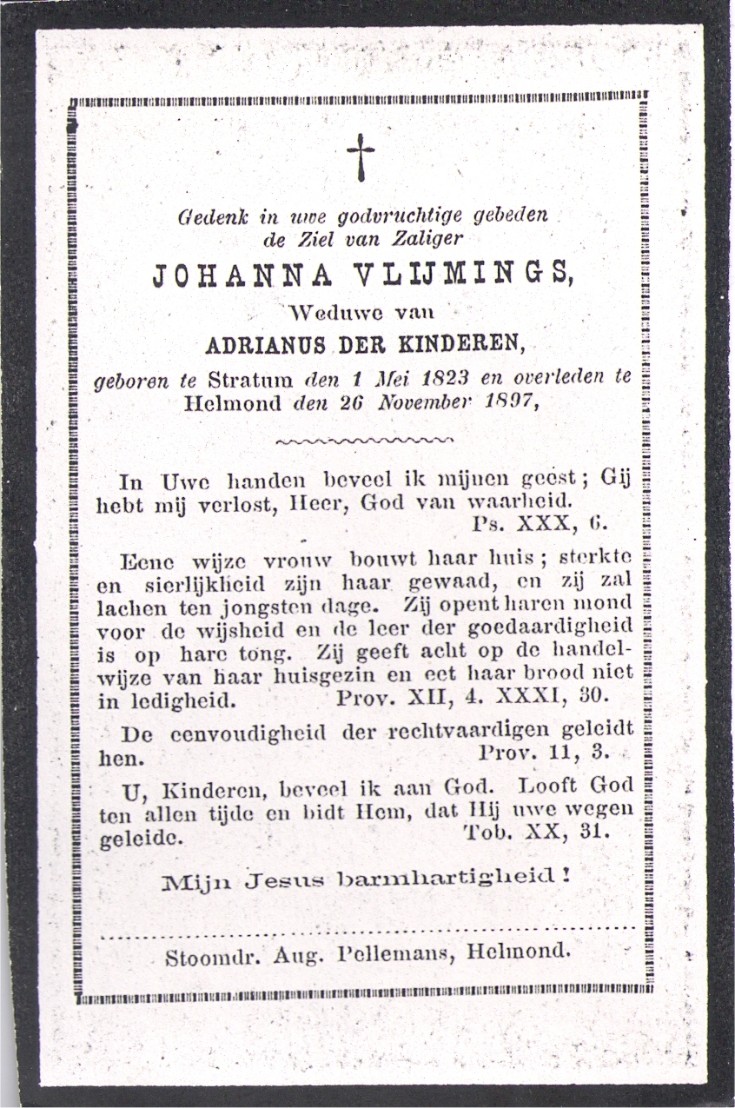 Gedenk in uwe godvruchtige gebeden
de Ziel van Zaliger
JOHANNA VLIJMINGS,
Weduwe van
ADRIANUS DER KINDEREN,
geboren te Stratum den 1 Mei 1823 en overleden te
Helmond den 26 November 1897,
In Uwe handen beveel ik mijnen geest; Gij
hebt mij verlost, Heer, God van waarheid.
Ps. XXX, 6.
Eene wijze vrouw bouwt haar huis; sterkte
en sierlijkheid zijn haar gewaad, en zij zal
lachen ten jongsten dage. Zij opent haren mond
voor de wijsheid en de leer der goedaardigheid
is op hare tong. Zij geeft acht op de handel-
wijze van haar huisgezin en eet haar brood niet
in ledigheid. Prov. XII, 4. XXXI, 30.
De eenvoudigheid der rechtvaardigen geleidt
hen. Prov. 11, 3.
U, Kinderen, beveel ik aan God. Looft God
ten allen tijde en bidt Hem, dat Hij uwe wegen
geleide. Tob. XX, 31.
Mijn Jesus barmhartigheid!
Stoomdr. Aug. Pellemans, Helmond.